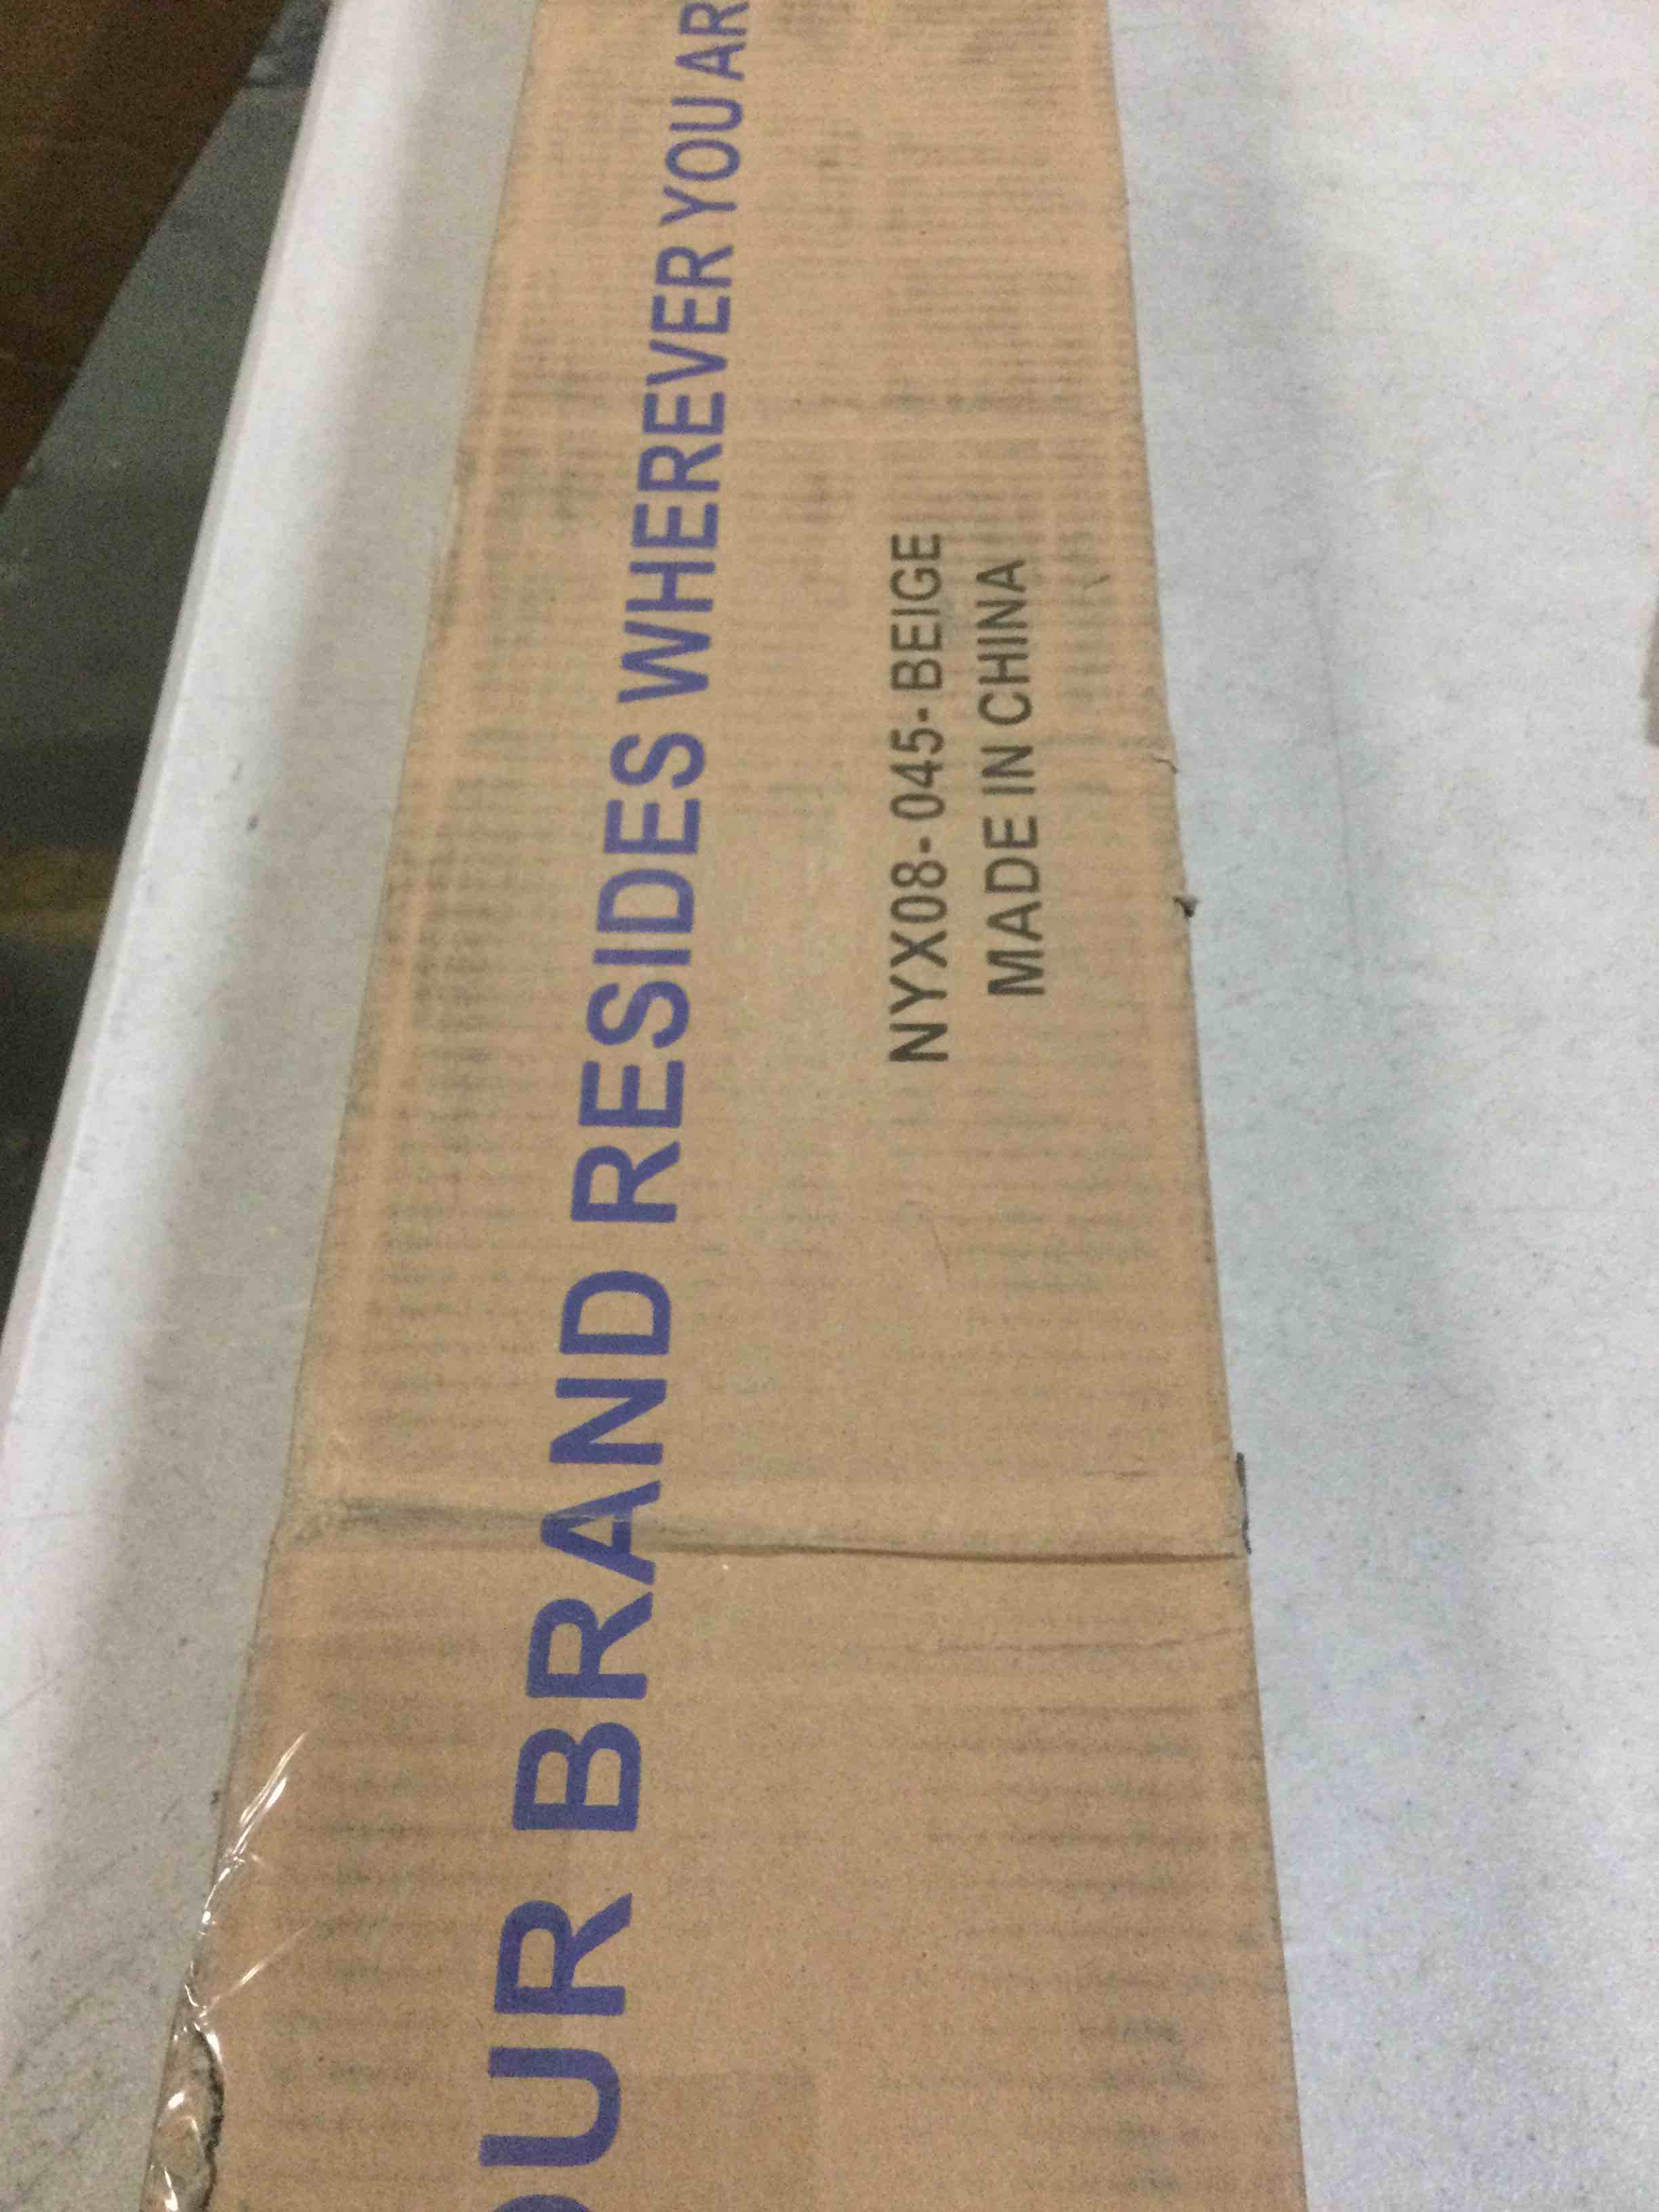 OUR BRAND RESIDES WHEREVER YOU AR
NYX08-045-BEIGE
MADE IN CHINA